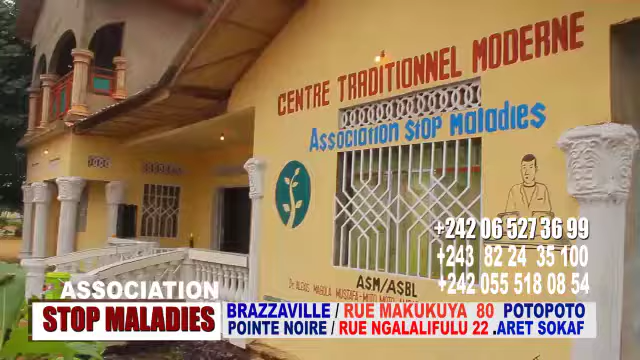 CENTRE TRADITIONNEL MODERNE
Association Stop Maladies
+242 06 527 36 99
+243 82 24 35 100
+242 055 518 08 54
ASM/ASBL
ASSOCIATION
STOP MALADIES
BRAZZAVILLE / RUE MAKUKUYA 80 POTOPOTO
POINTE NOIRE / RUE NGALALIFULU 22 .ARET SOKAF